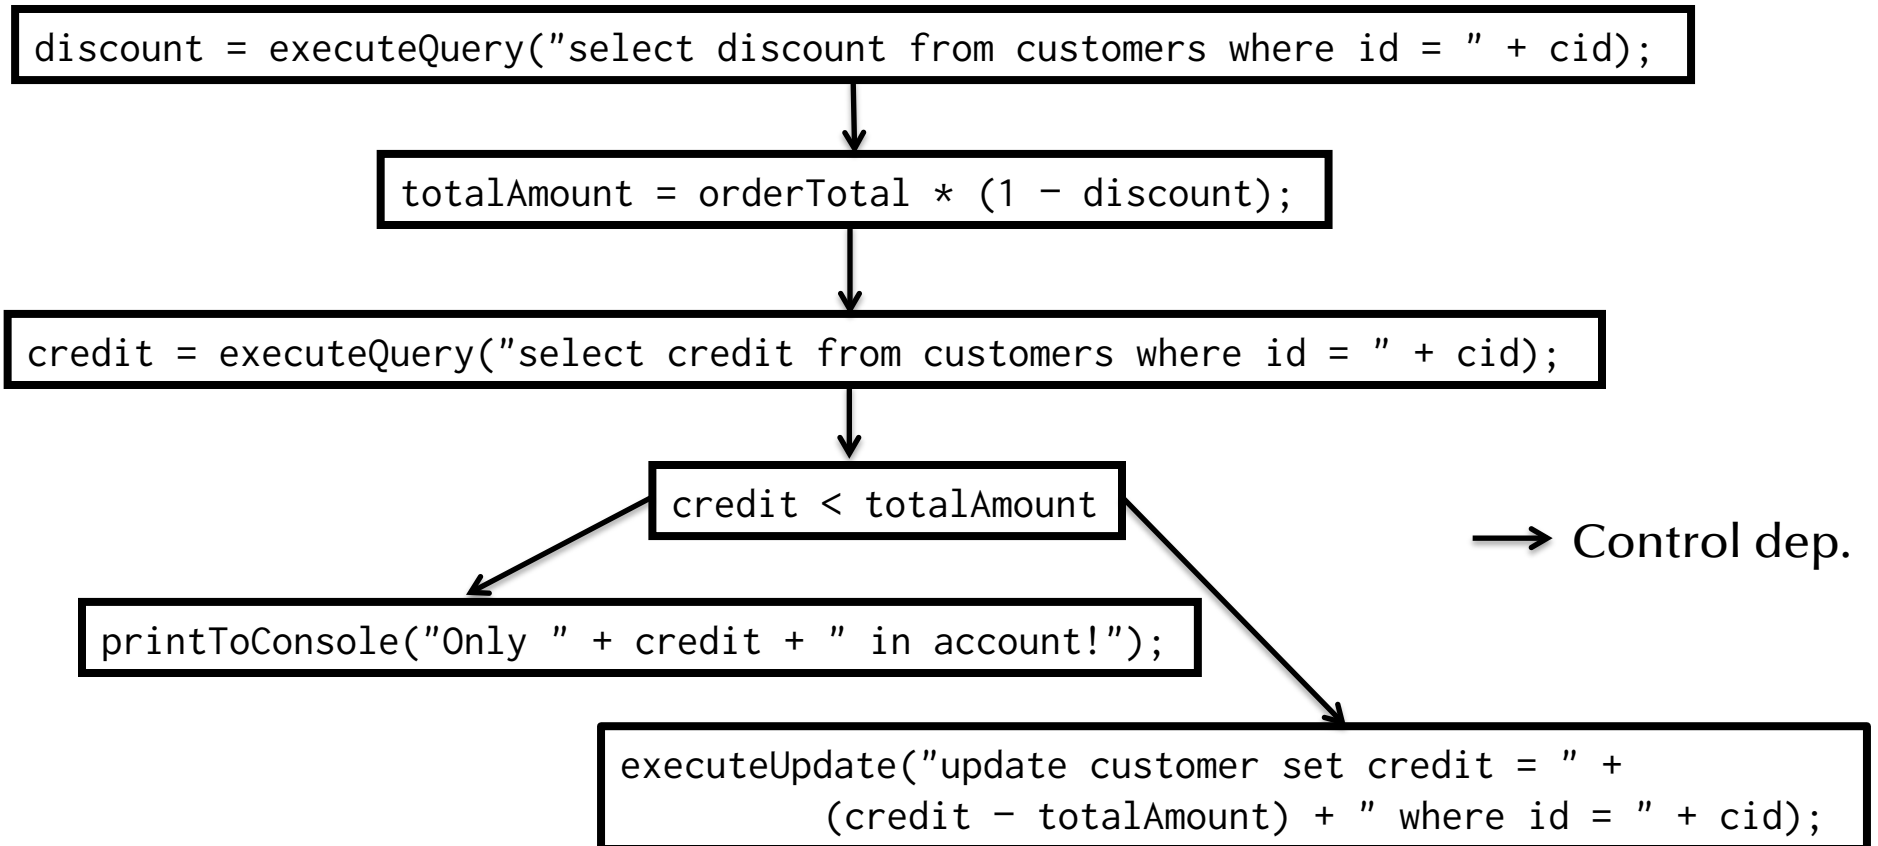 discount = executeQuery("select discount from customers where id = " + cid);
totalAmount = orderTotal * (1 – discount);
credit = executeQuery("select credit from customers where id = " + cid);
credit < totalAmount
Control dep.
printToConsole("Only " + credit + " in account!");
executeUpdate("update customer set credit = " +
(credit – totalAmount) + " where id = " + cid);